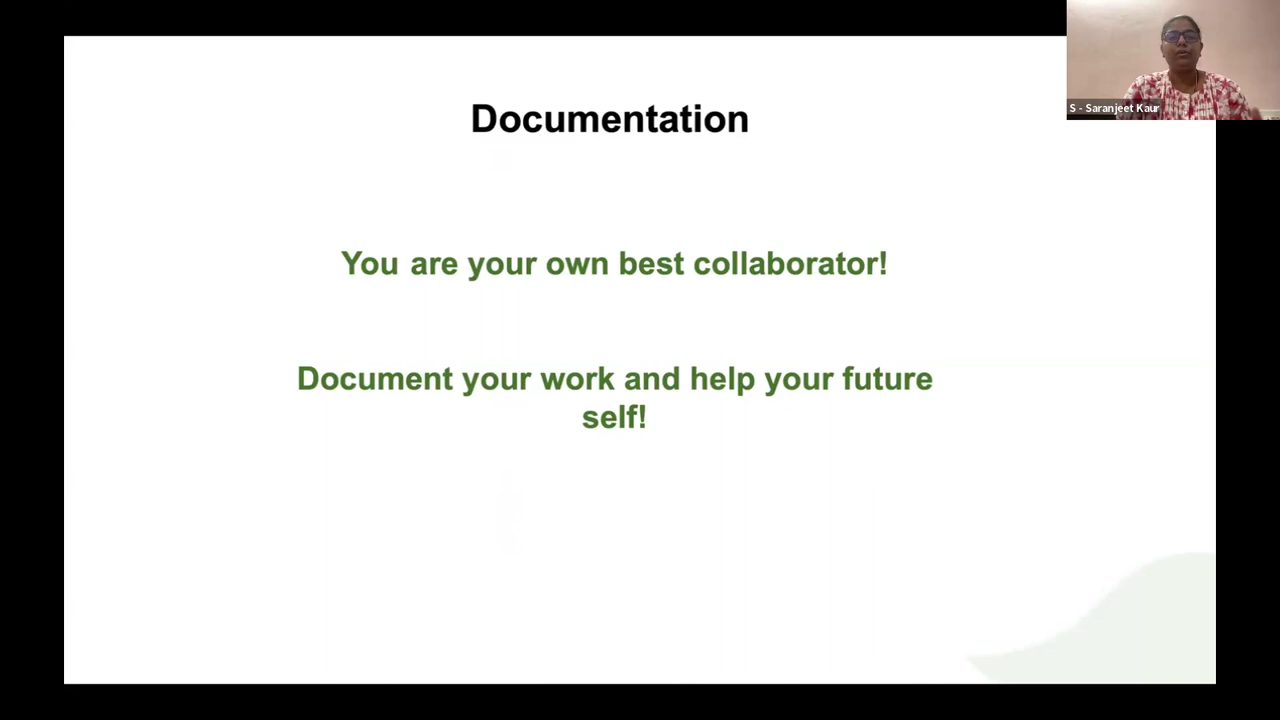 Documentation
S - Saranjeet Kaur
You are your own best collaborator!
Document your work and help your future
self!